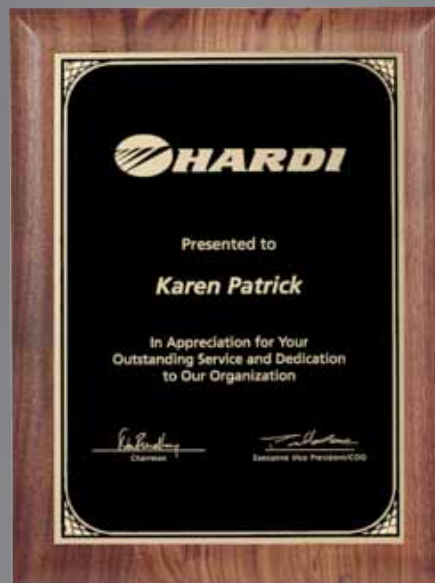 HARDI
Presented to
Karen Patrick
In Appreciation for Your
Outstanding Service and Dedication
to Our Organization
Chairman
Executive Vice President/COO